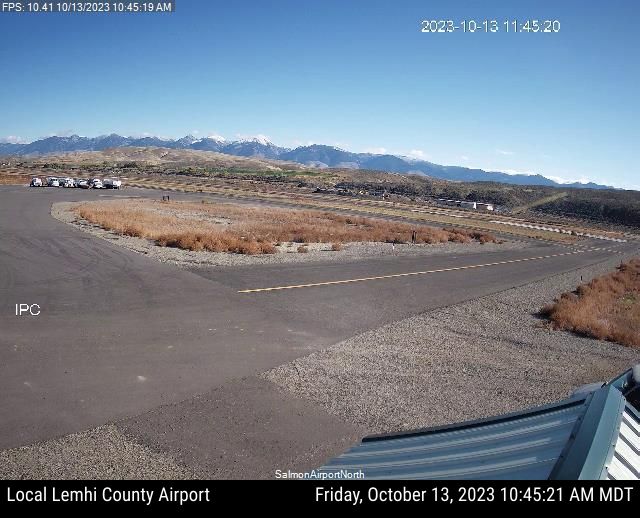 FPS: 10.41 10/13/2023 10:45:19 AM
2023-10-13 11:45:20
IPC
SalmonAirportNorth
Local Lemhi County Airport Friday, October 13, 2023 10:45:21 AM MDT